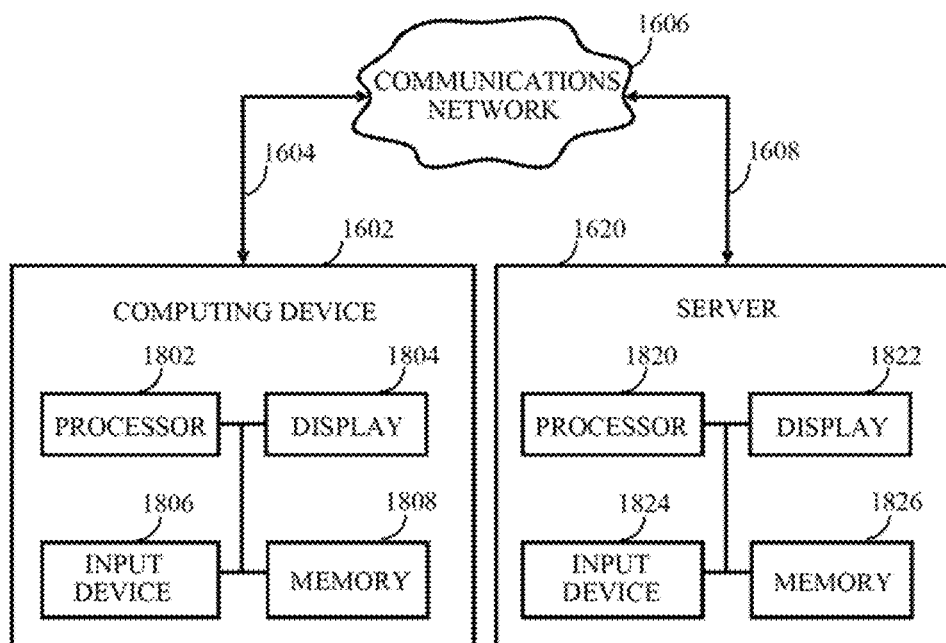 1606
COMMUNICATIONS
NETWORK
1604
1608
1602
1620
COMPUTING DEVICE
SERVER
1802
1804
1820
1822
PROCESSOR
DISPLAY
PROCESSOR
DISPLAY
1806
1808
1824
1826
INPUT
DEVICE
MEMORY
INPUT
DEVICE
MEMORY